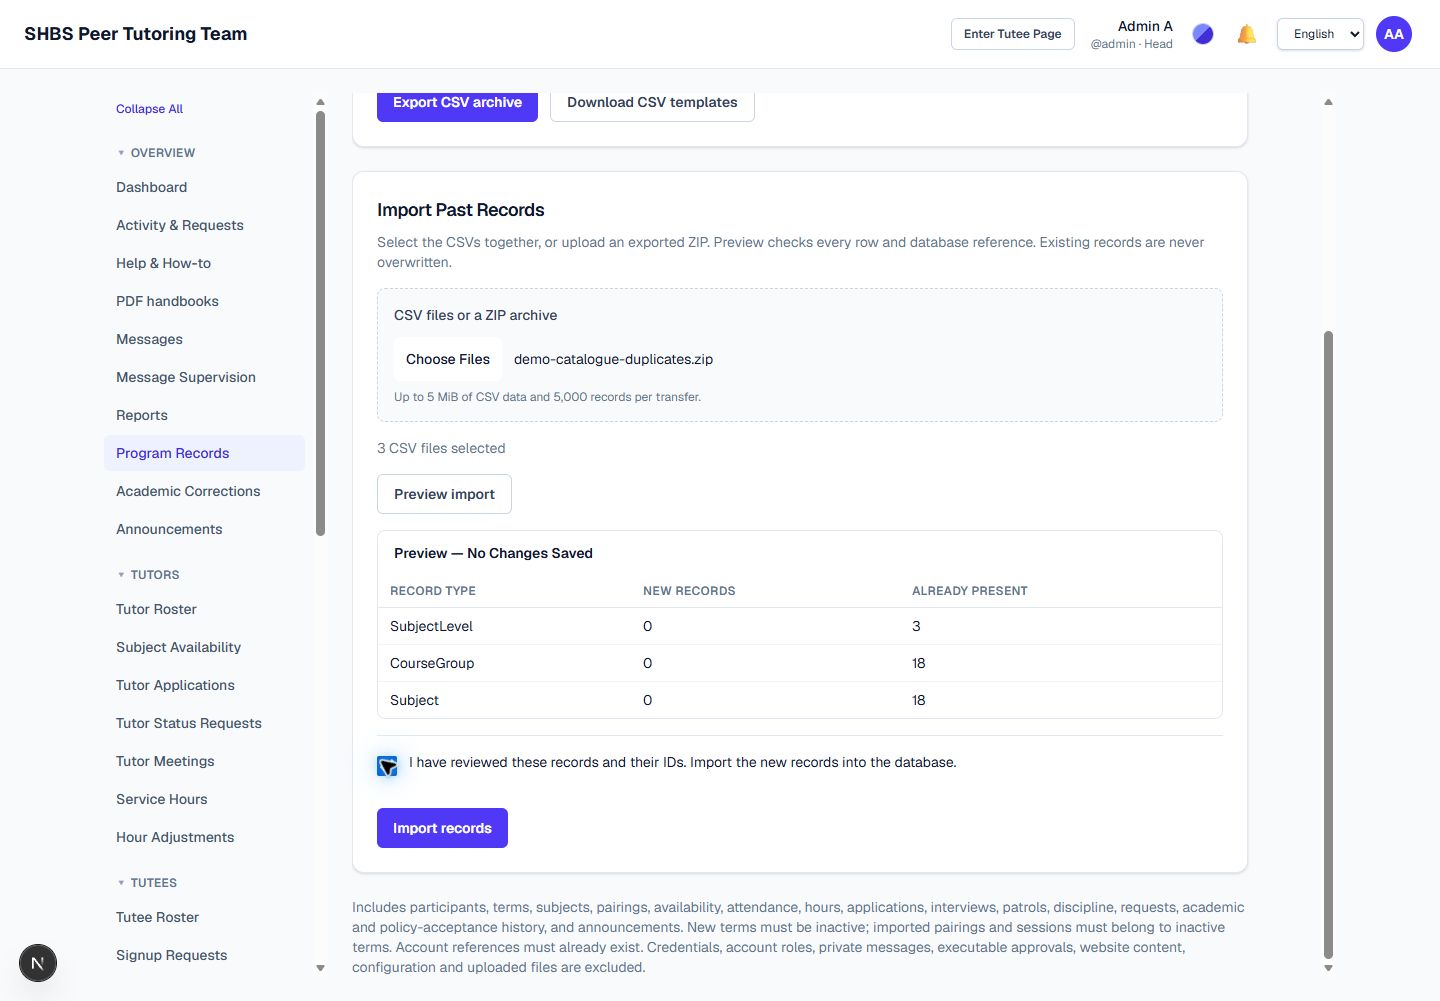 SHBS Peer Tutoring Team
Enter Tutee Page
Admin A
@admin · Head
English
AA
Collapse All
OVERVIEW
Dashboard
Activity & Requests
Help & How-to
PDF handbooks
Messages
Message Supervision
Reports
Program Records
Academic Corrections
Announcements
TUTORS
Tutor Roster
Subject Availability
Tutor Applications
Tutor Status Requests
Tutor Meetings
Service Hours
Hour Adjustments
TUTEES
Tutee Roster
Signup Requests
N
Export CSV archive
Download CSV templates
Import Past Records
Select the CSVs together, or upload an exported ZIP. Preview checks every row and database reference. Existing records are never
overwritten.
CSV files or a ZIP archive
Choose Files demo-catalogue-duplicates.zip
Up to 5 MiB of CSV data and 5,000 records per transfer.
3 CSV files selected
Preview import
Preview — No Changes Saved
RECORD TYPE NEW RECORDS ALREADY PRESENT
SubjectLevel 0 3
CourseGroup 0 18
Subject 0 18
I have reviewed these records and their IDs. Import the new records into the database.
Import records
Includes participants, terms, subjects, pairings, availability, attendance, hours, applications, interviews, patrols, discipline, requests, academic
and policy-acceptance history, and announcements. New terms must be inactive; imported pairings and sessions must belong to inactive
terms. Account references must already exist. Credentials, account roles, private messages, executable approvals, website content,
configuration and uploaded files are excluded.